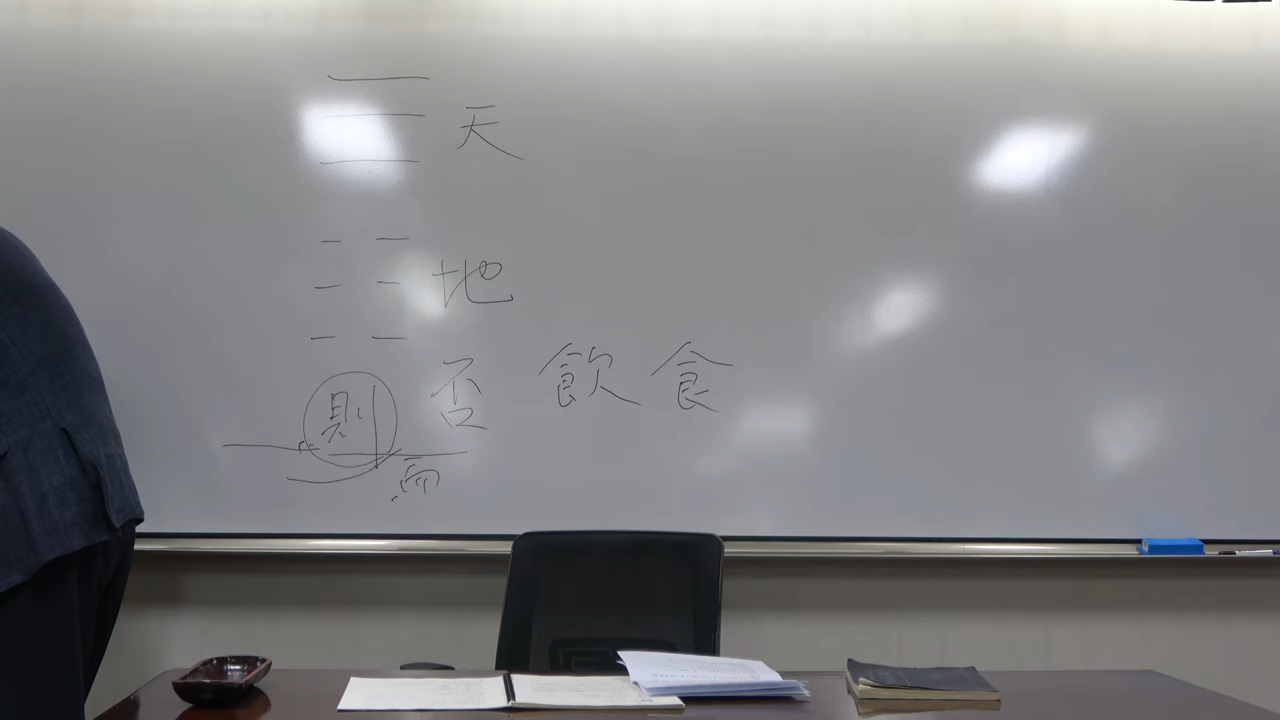 天
地
否 飲 食
則
而